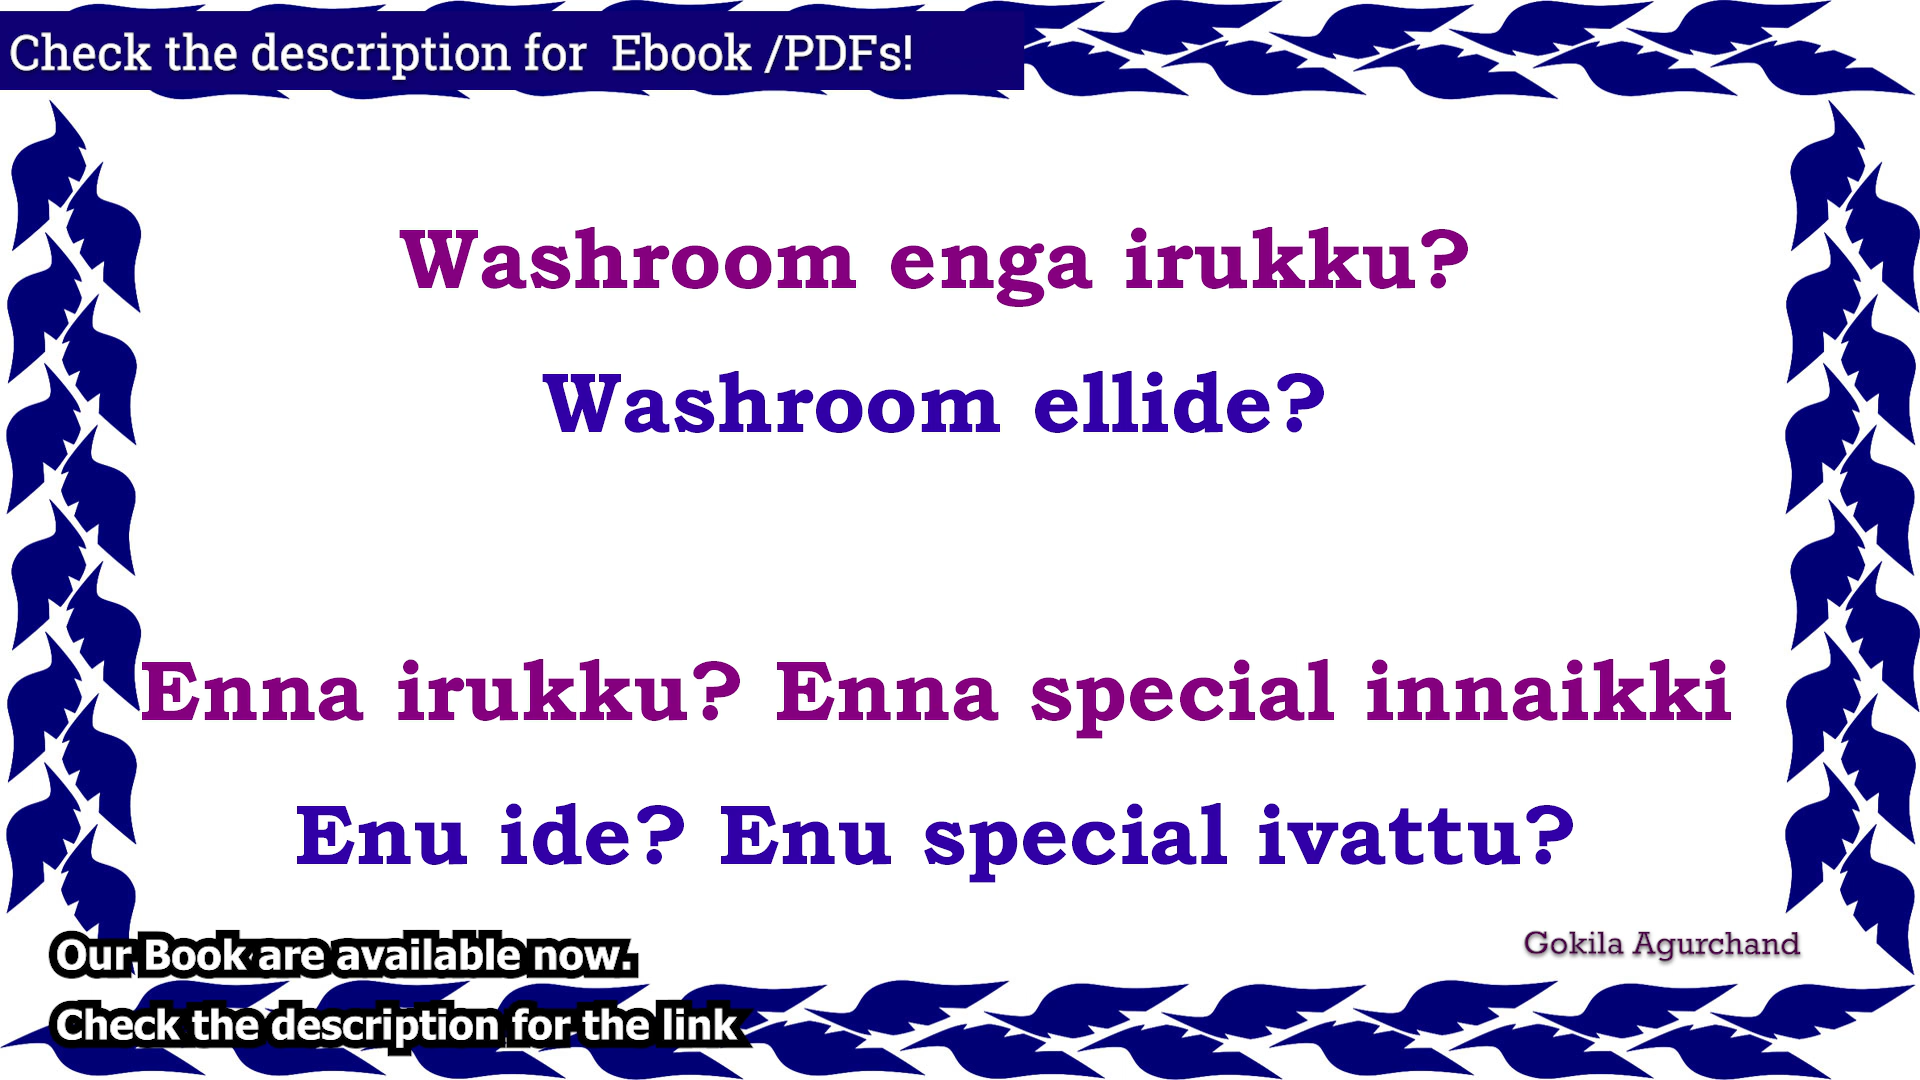 Check the description for Ebook /PDFs!
Washroom enga irukku?
Washroom ellide?
Enna irukku? Enna special innaikki
Enu ide? Enu special ivattu?
Gokila Agurchand
Our Book are available now.
Check the description for the link